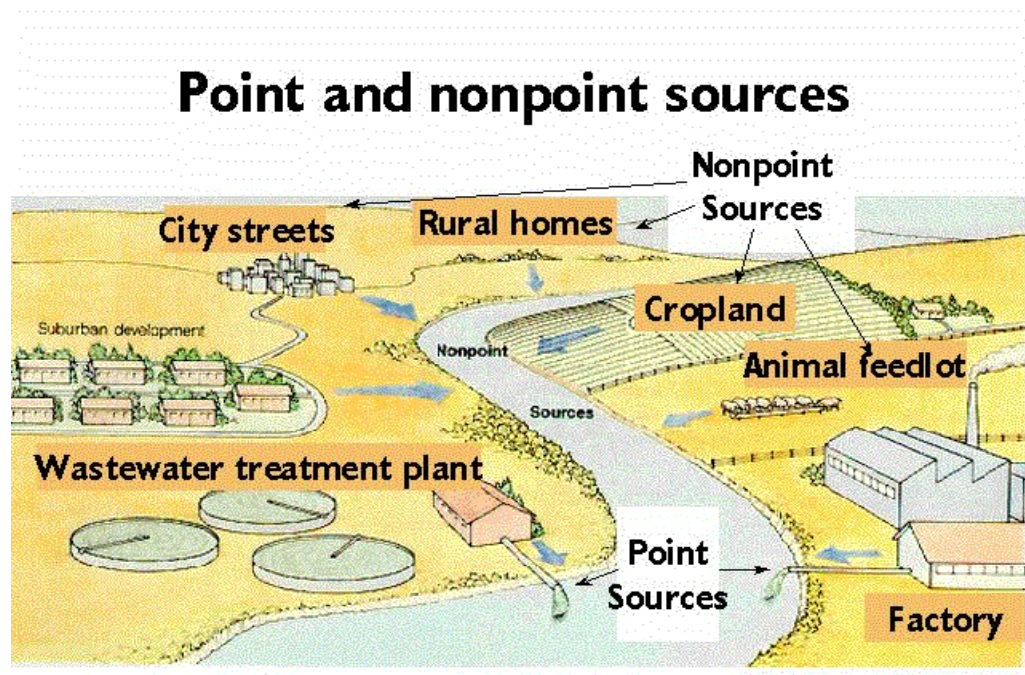 Point and nonpoint sources
Nonpoint
Sources
City streets
Rural homes
Cropland
Suburban development
Nonpoint
Animal feedlot
Sources
Wastewater treatment plant
Point
Sources
Factory